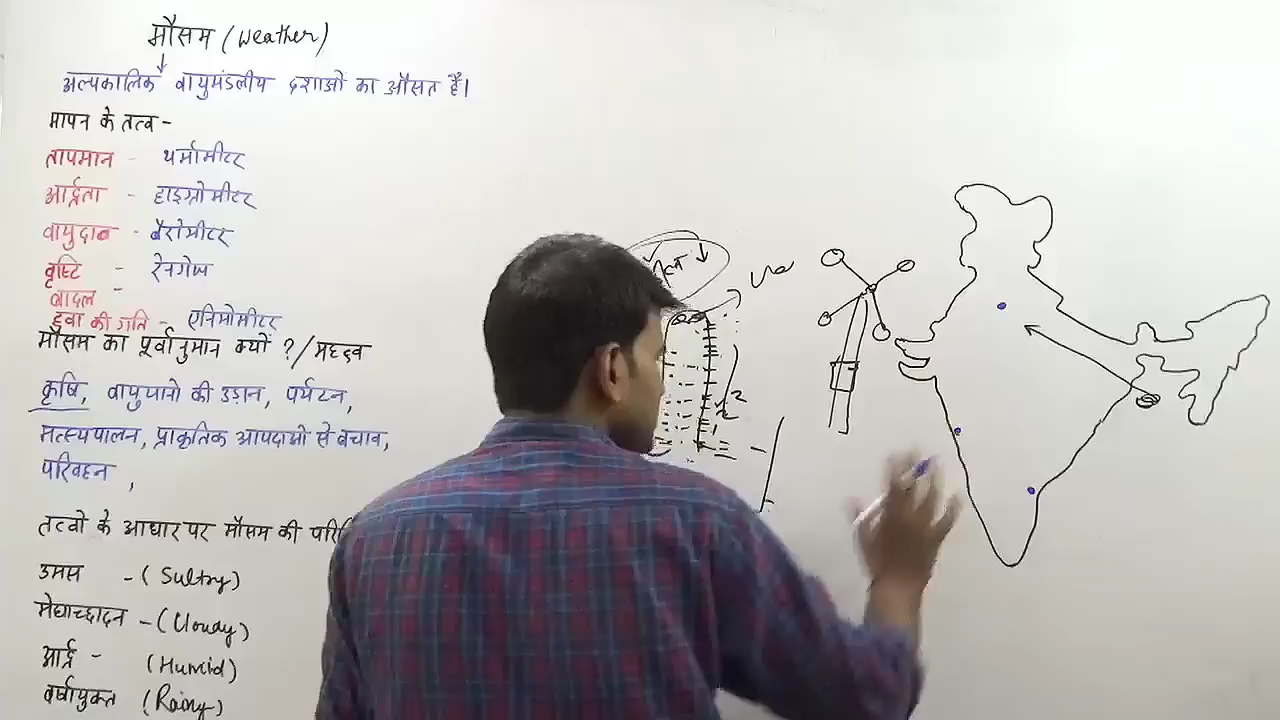 मौसम (Weather)
अल्पकालिक वायुमंडलीय दशाओं का औसत है।
मापन के तत्व -
तापमान - थर्मामीटर
आर्द्रता - हाइग्रोमीटर
वायुदाब - बैरोमीटर
वृष्टि - रेनगेज
बादल -
हवा की गति - एनिमोमीटर
मौसम का पूर्वानुमान क्यों ? / महत्व
कृषि, वायुयानो की उड़ान, पर्यटन,
मत्स्यपालन, प्राकृतिक आपदाओं से बचाव,
परिवहन ,
तत्वों के आधार पर मौसम की
उमस - (Sultry)
मेघाच्छादन - (Cloudy)
आर्द्र - (Humid)
वर्षायुक्त (Rainy)